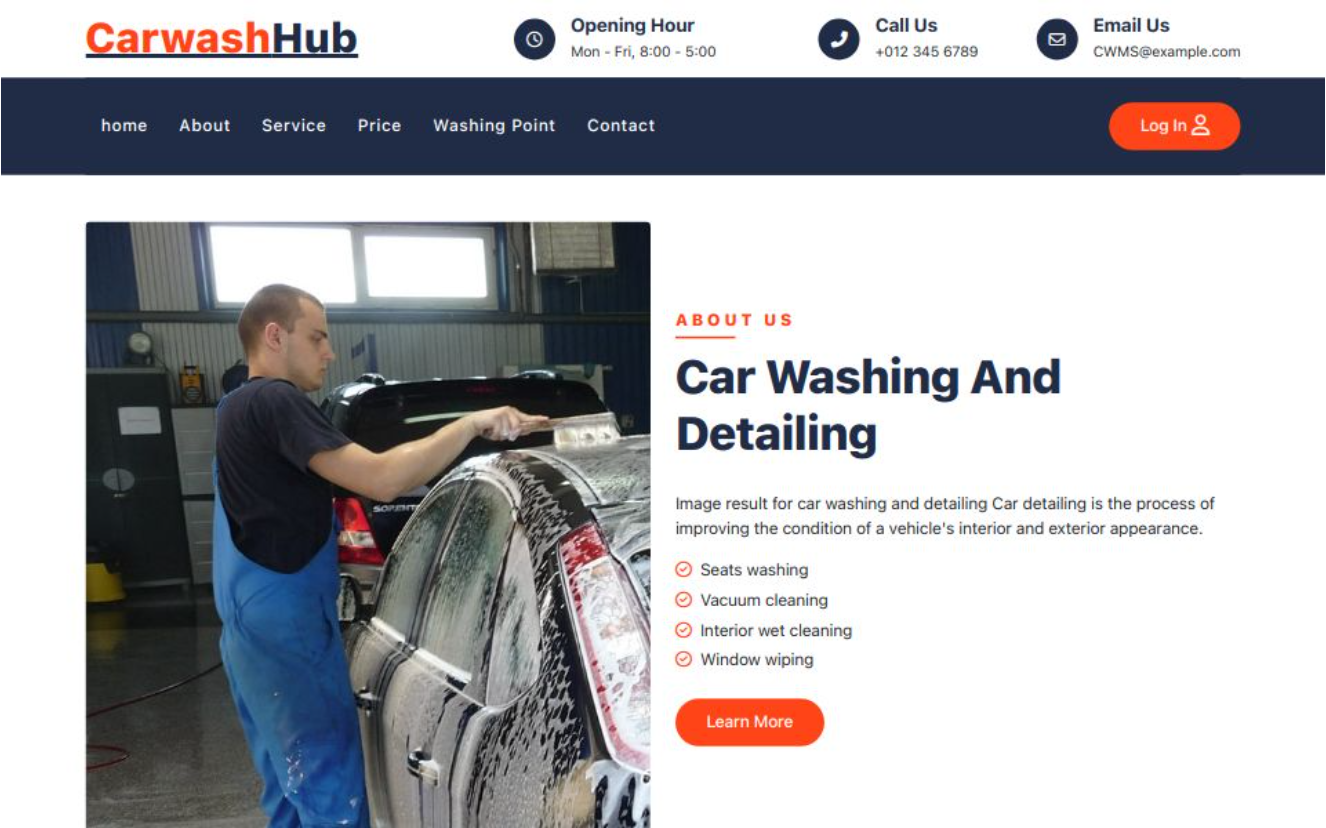 CarwashHub
Opening Hour
Mon - Fri, 8:00 - 5:00
Call Us
+012 345 6789
Email Us
CWMS@example.com
home About Service Price Washing Point Contact
Log In
ABOUT US
Car Washing And
Detailing
Image result for car washing and detailing Car detailing is the process of
improving the condition of a vehicle's interior and exterior appearance.
Seats washing
Vacuum cleaning
Interior wet cleaning
Window wiping
Learn More
SORENTO